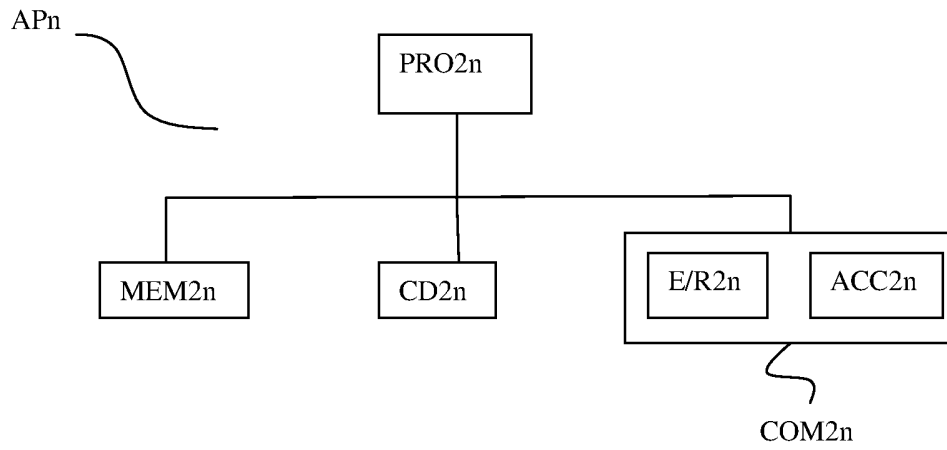 APn
PRO2n
MEM2n
CD2n
E/R2n
ACC2n
COM2n